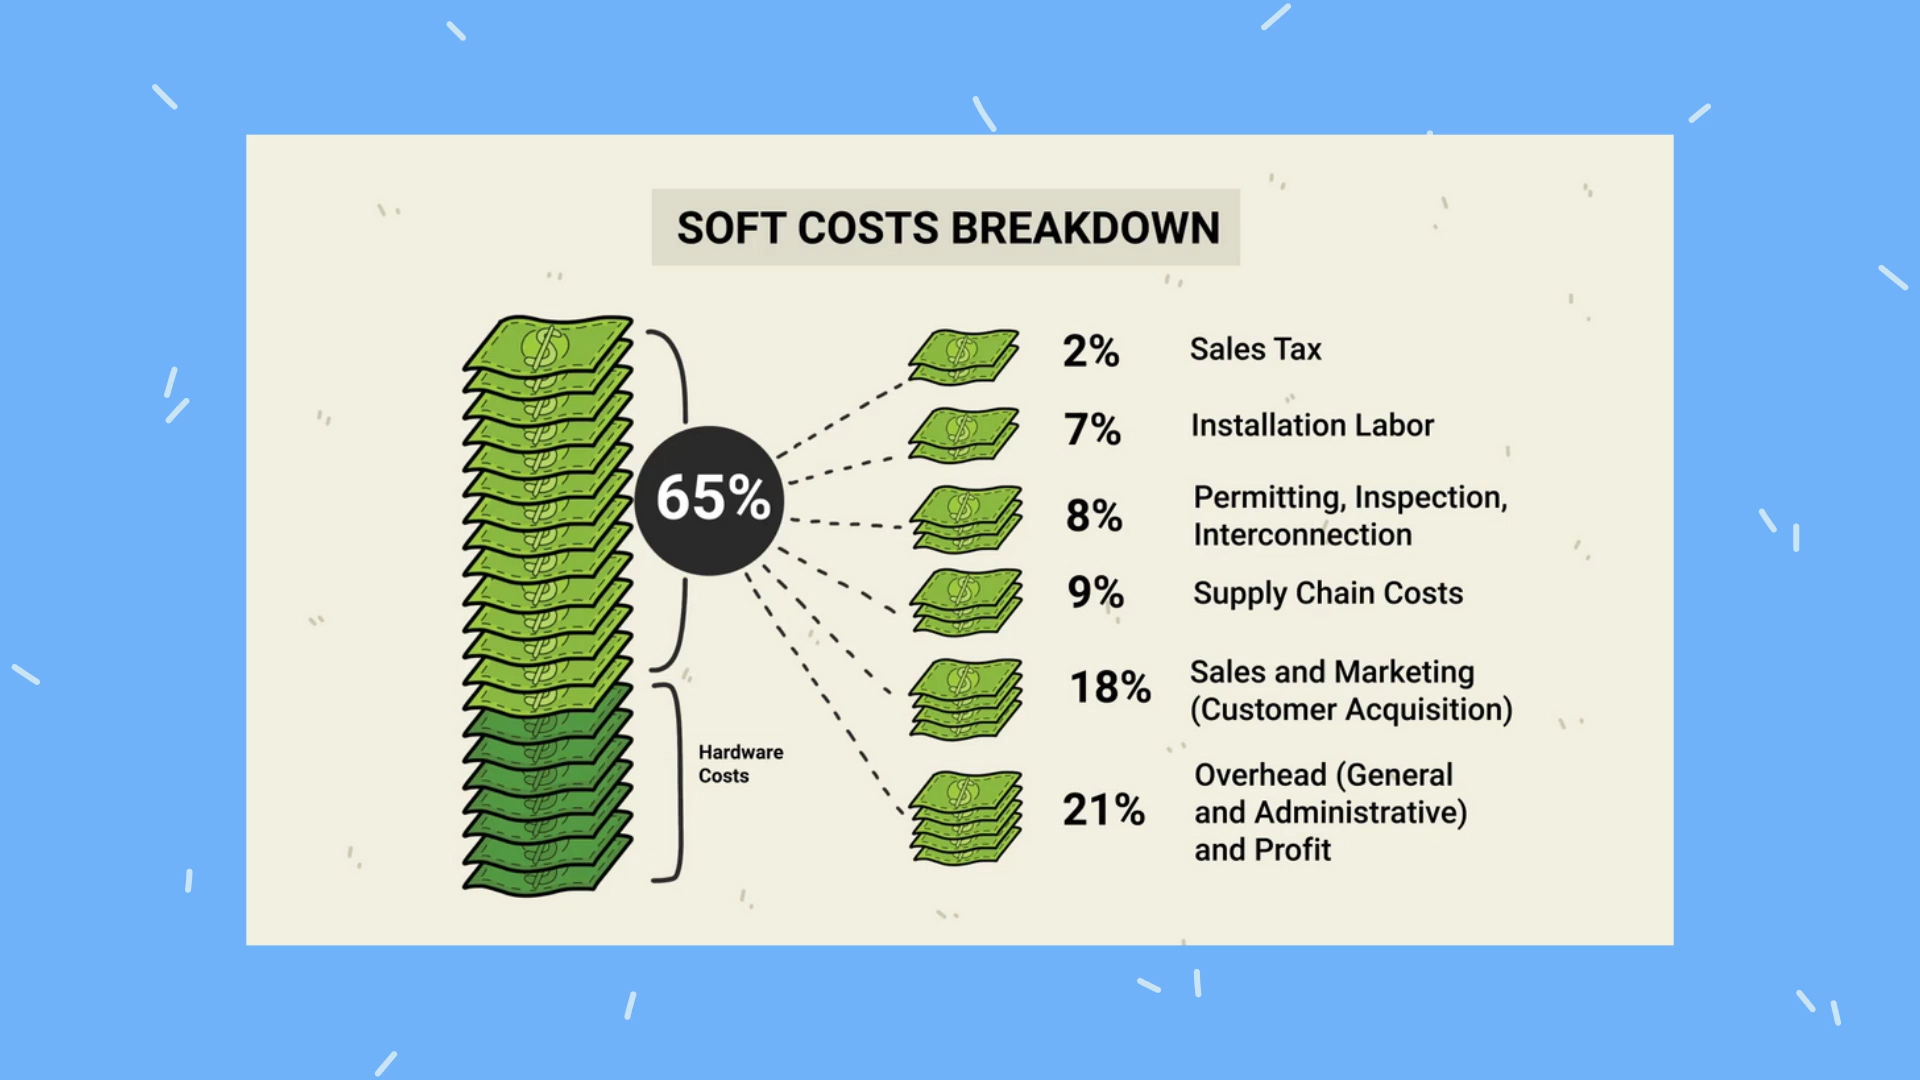 SOFT COSTS BREAKDOWN
65%
Hardware
Costs
2% Sales Tax
7% Installation Labor
8% Permitting, Inspection,
Interconnection
9% Supply Chain Costs
18% Sales and Marketing
(Customer Acquisition)
21% Overhead (General
and Administrative)
and Profit